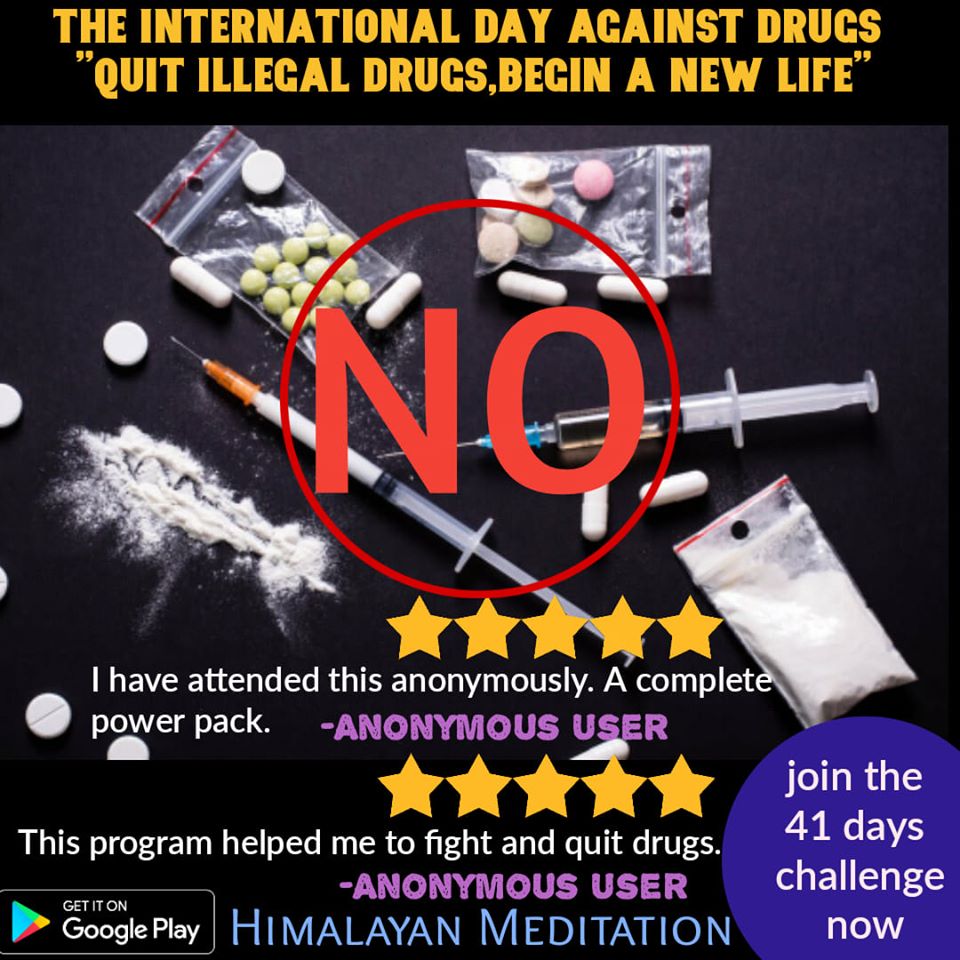 THE INTERNATIONAL DAY AGAINST DRUGS
"QUIT ILLEGAL DRUGS,BEGIN A NEW LIFE"
NO
I have attended this anonymously. A complete
power pack. -ANONYMOUS USER
This program helped me to fight and quit drugs.
-ANONYMOUS USER
join the
41 days
challenge
now
GET IT ON
Google Play
HIMALAYAN MEDITATION